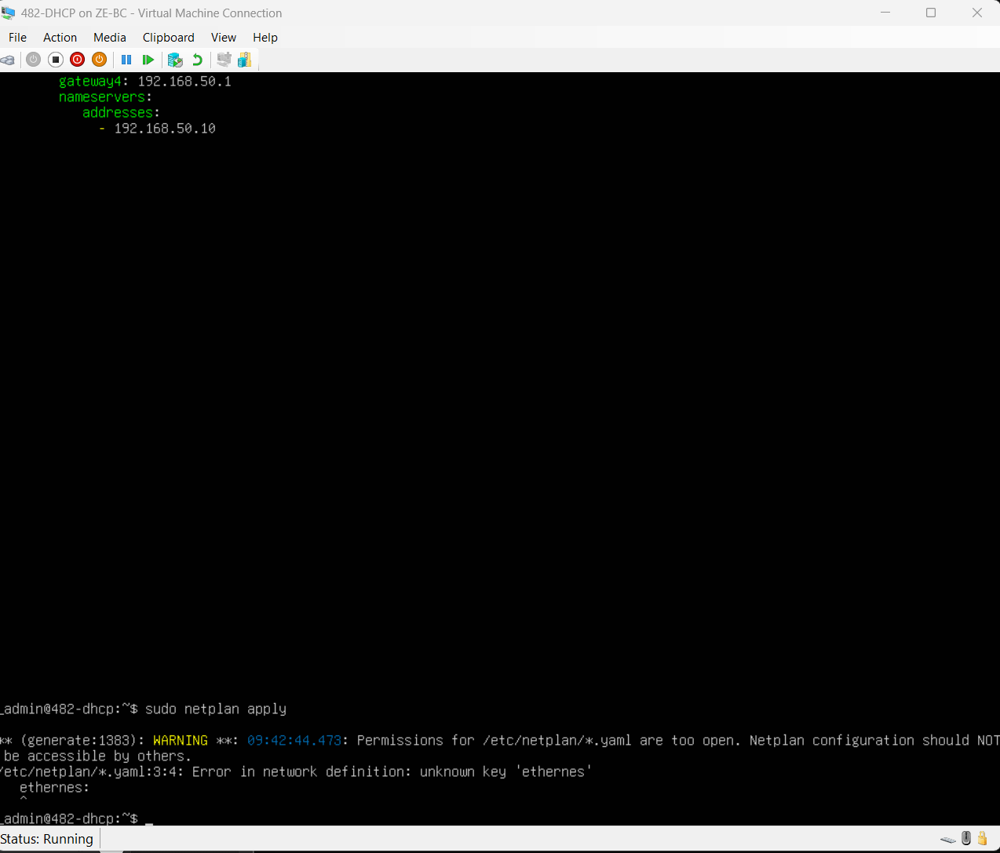 482-DHCP on ZE-BC - Virtual Machine Connection
File Action Media Clipboard View Help
gateway4: 192.168.50.1
nameservers:
addresses:
- 192.168.50.10
_admin@482-dhcp:~$ sudo netplan apply
** (generate:1383): WARNING **: 09:42:44.473: Permissions for /etc/netplan/*.yaml are too open. Netplan configuration should NOT
be accessible by others.
/etc/netplan/*.yaml:3:4: Error in network definition: unknown key 'ethernes'
ethernes:
^
_admin@482-dhcp:~$ _
Status: Running